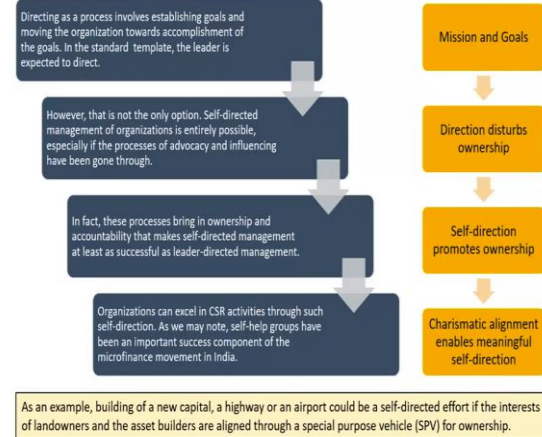 Directing as a process involves establishing goals and
moving the organization towards accomplishment of
the goals. In the standard template, the leader is
expected to direct.
Mission and Goals
However, that is not the only option. Self-directed
management of organizations is entirely possible,
especially if the processes of advocacy and influencing
have been gone through.
Direction disturbs
ownership
In fact, these processes bring in ownership and
accountability that makes self-directed management
at least as successful as leader-directed management.
Self-direction
promotes ownership
Organizations can excel in CSR activities through such
self-direction. As we may note, self-help groups have
been an important success component of the
microfinance movement in India.
Charismatic alignment
enables meaningful
self-direction
As an example, building of a new capital, a highway or an airport could be a self-directed effort if the interests
of landowners and the asset builders are aligned through a special purpose vehicle (SPV) for ownership.